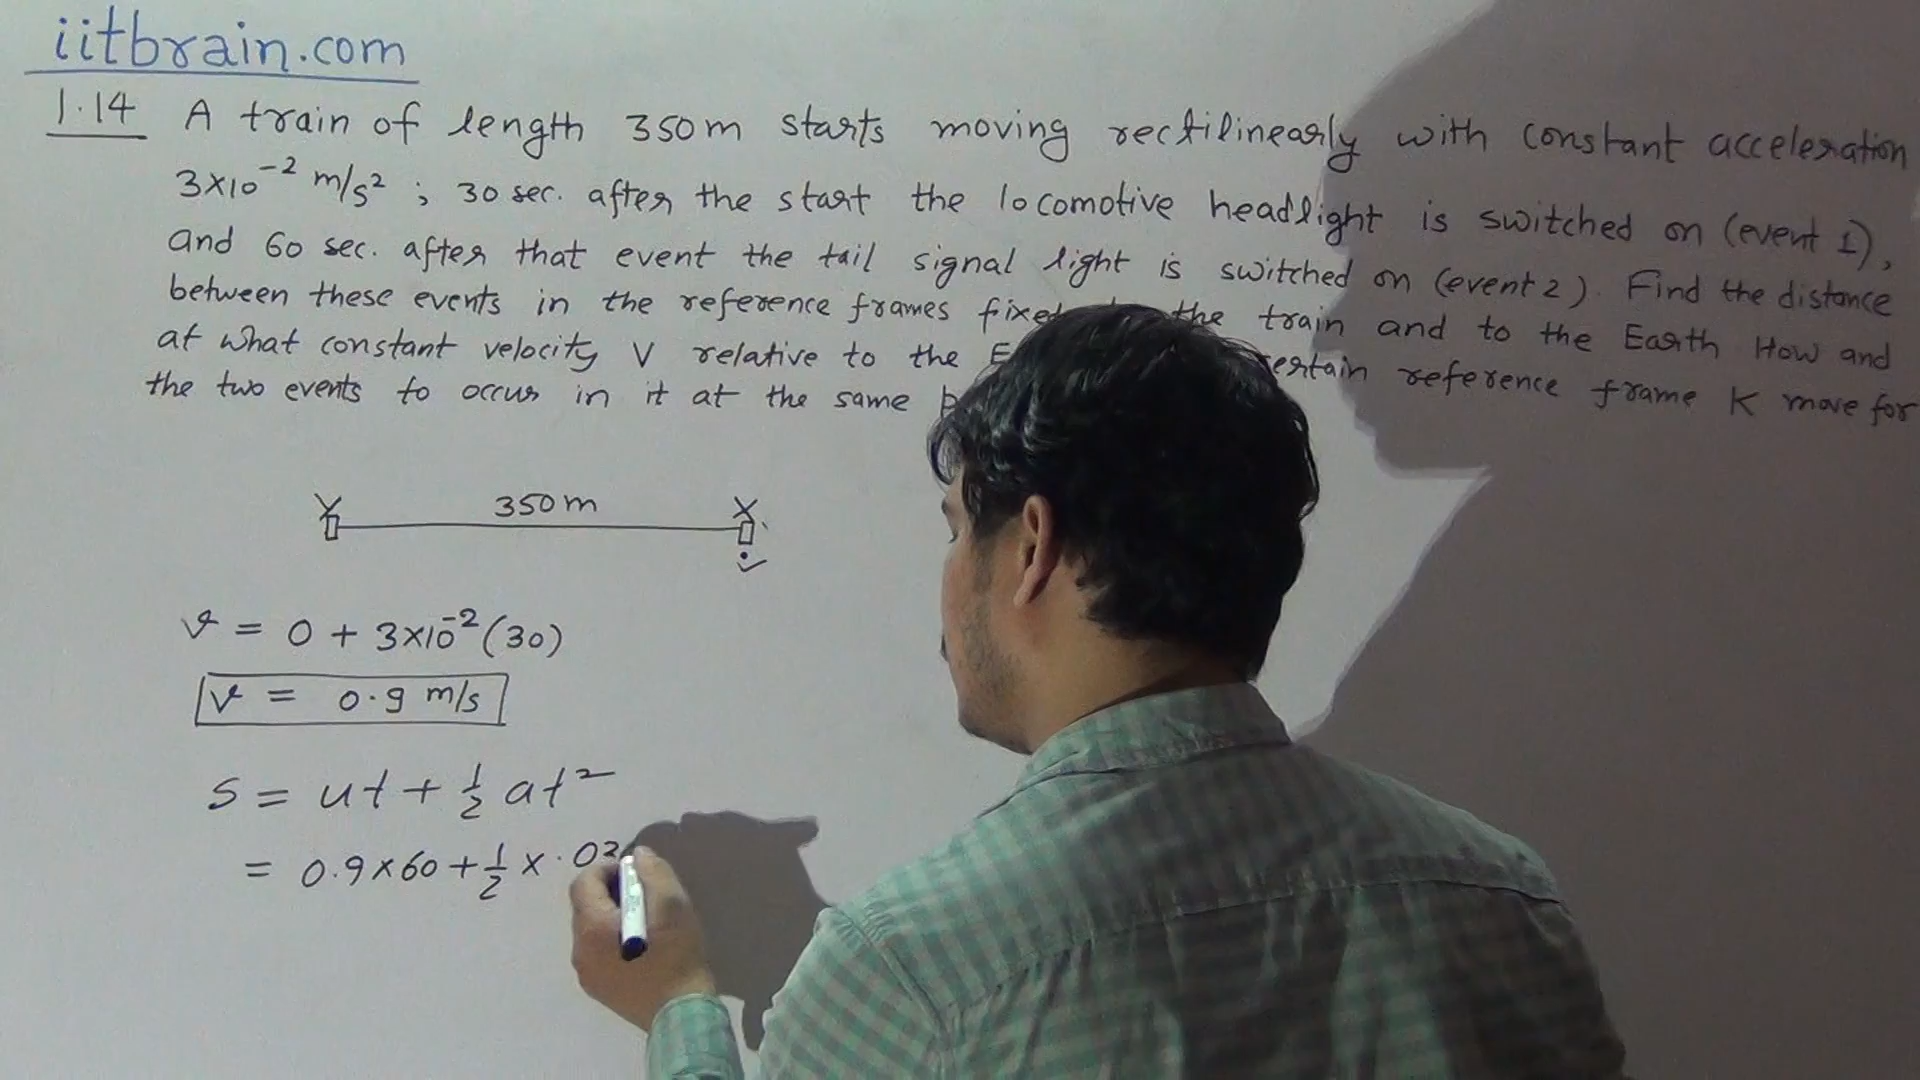 iitbrain.com
1.14 A train of length 350m starts moving rectilinearly with constant acceleration
3×10⁻² m/s² ; 30 sec. after the start the locomotive headlight is switched on (event 1),
and 60 sec. after that event the tail signal light is switched on (event 2). Find the distance
between these events in the reference frames fixed the train and to the Earth How and
at what constant velocity V relative to the reference frame K move for
the two events to occur in it at the same
350m
v = 0 + 3×10⁻²(30)
v = 0.9 m/s
s = ut + ½ at²
= 0.9×60 + ½ × .03